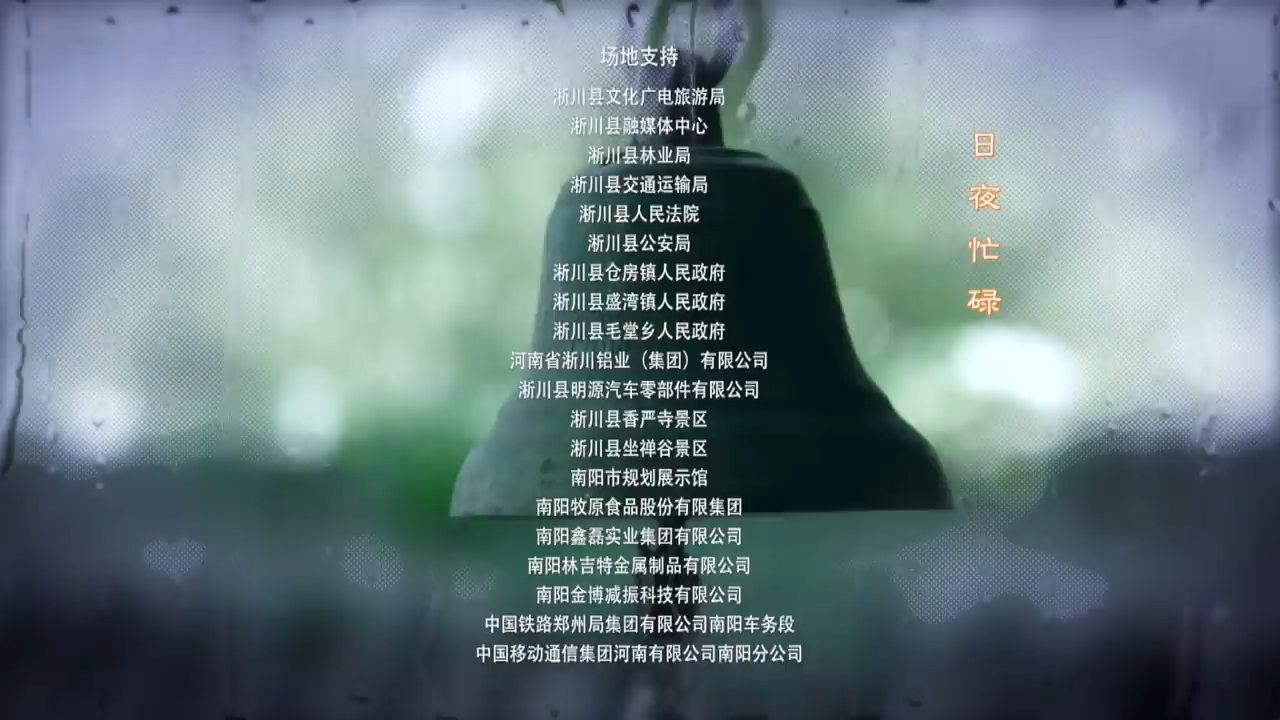 场地支持
淅川县文化广电旅游局
淅川县融媒体中心
淅川县林业局
淅川县交通运输局
淅川县人民法院
淅川县公安局
淅川县仓房镇人民政府
淅川县盛湾镇人民政府
淅川县毛堂乡人民政府
河南省淅川铝业（集团）有限公司
淅川县明源汽车零部件有限公司
淅川县香严寺景区
淅川县坐禅谷景区
南阳市规划展示馆
南阳牧原食品股份有限集团
南阳鑫磊实业集团有限公司
南阳林吉特金属制品有限公司
南阳金博减振科技有限公司
中国铁路郑州局集团有限公司南阳车务段
中国移动通信集团河南有限公司南阳分公司
日夜忙碌